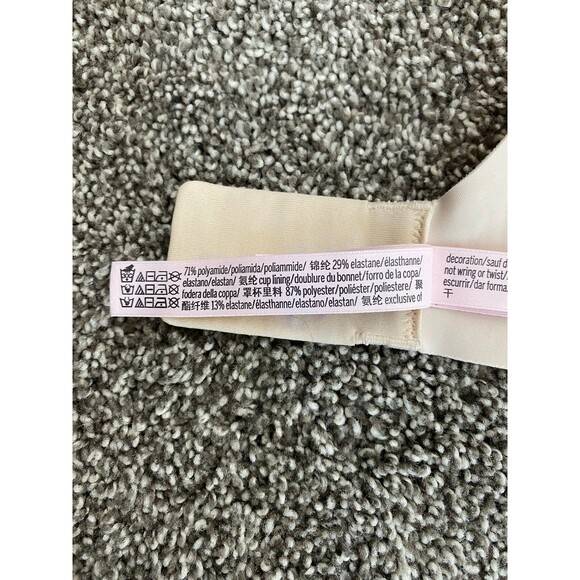 71% polyamide/poliamida/poliammide/ 锦纶 29% elastane/élasthanne/
elastano/elastan/ 氨纶 cup lining/doublure du bonnet/forro de la copa/
fodera della coppa/ 罩杯里料 87% polyester/poliéster/poliestere/ 聚
酯纤维 13% elastane/élasthanne/elastano/elastan/ 氨纶 exclusive of
decoration/sauf d
not wring or twist/
escurrir/dar forma
干